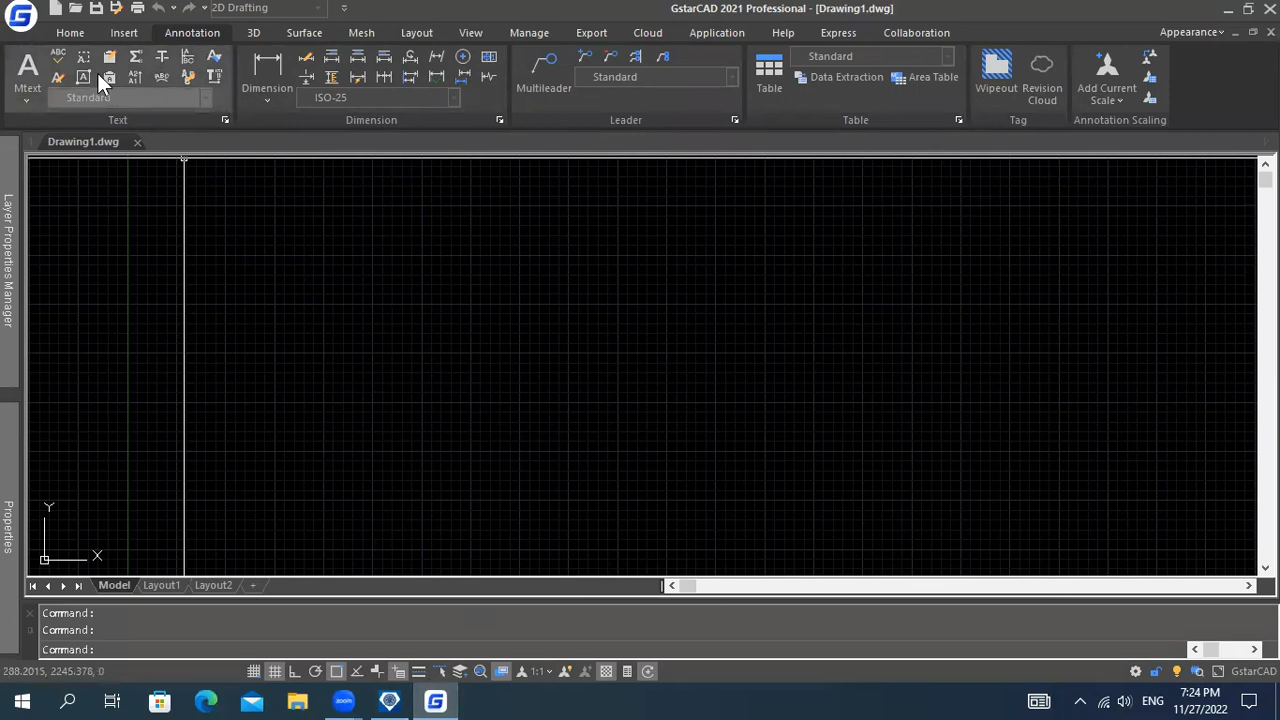 2D Drafting
GstarCAD 2021 Professional - [Drawing1.dwg]
Home Insert Annotation 3D Surface Mesh Layout View Manage Export Cloud Application Help Express Collaboration Appearance
Mtext
Standard
Text
Dimension
ISO-25
Dimension
Multileader
Standard
Leader
Table
Standard
Data Extraction Area Table
Table
Wipeout
Revision
Cloud
Tag
Add Current
Scale
Annotation Scaling
Drawing1.dwg
Layer Properties Manager
Properties
Y
X
Model Layout1 Layout2 +
Command:
Command:
Command:
288.2015, 2245.378, 0
1:1
GstarCAD
zoom
ENG
7:24 PM
11/27/2022